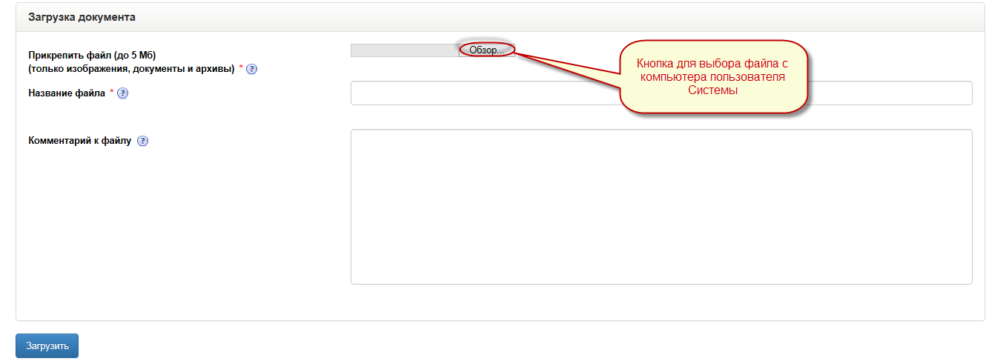 Загрузка документа
Прикрепить файл (до 5 Мб)
Обзор...
(только изображения, документы и архивы) * ?
Кнопка для выбора файла с
компьютера пользователя
Системы
Название файла * ?
Комментарий к файлу ?
Загрузить